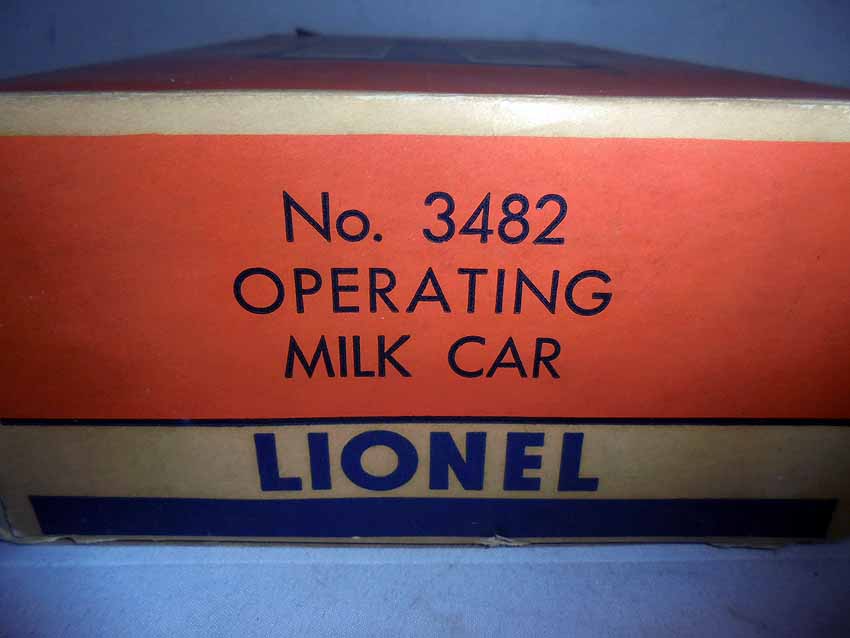 No. 3482
OPERATING
MILK CAR
LIONEL